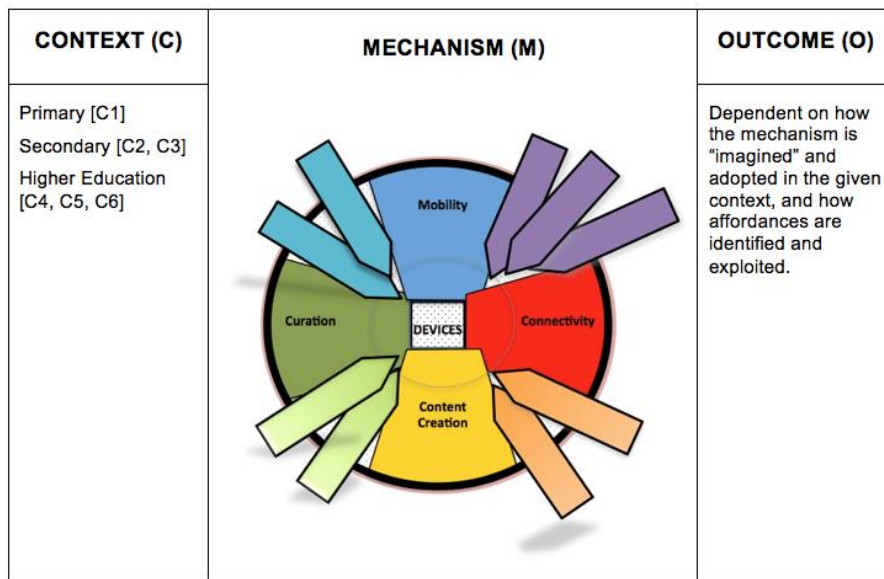 CONTEXT (C)
MECHANISM (M)
OUTCOME (O)
Primary [C1]
Secondary [C2, C3]
Higher Education
[C4, C5, C6]
Mobility
Curation
DEVICES
Connectivity
Content
Creation
Dependent on how
the mechanism is
“imagined” and
adopted in the given
context, and how
affordances are
identified and
exploited.